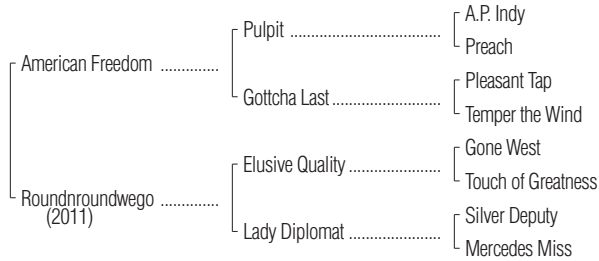 A.P. Indy
Pulpit
Preach
American Freedom
Pleasant Tap
Gottcha Last
Temper the Wind
Gone West
Elusive Quality
Touch of Greatness
Roundnroundwego
(2011)
Silver Deputy
Lady Diplomat
Mercedes Miss